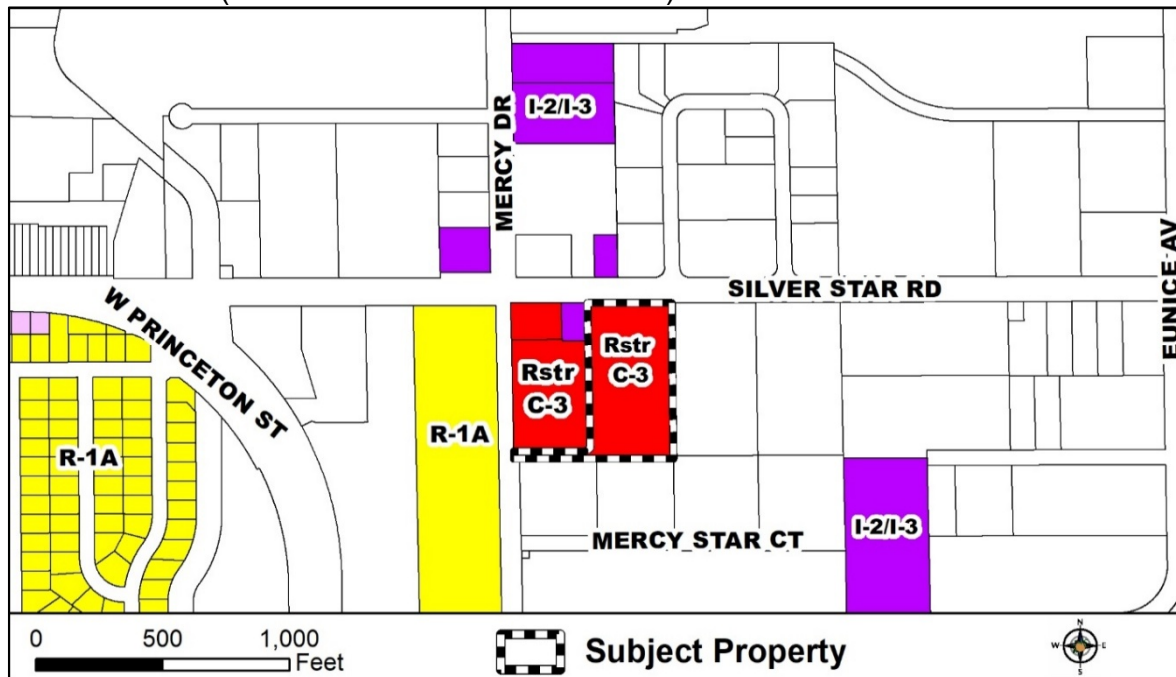 I-2/I-3
MERCY DR
EUNICE AV
SILVER STAR RD
W PRINCETON ST
Rstr
C-3
Rstr
C-3
R-1A
R-1A
I-2/I-3
MERCY STAR CT
0 500 1,000
Feet
Subject Property
N
W E
S